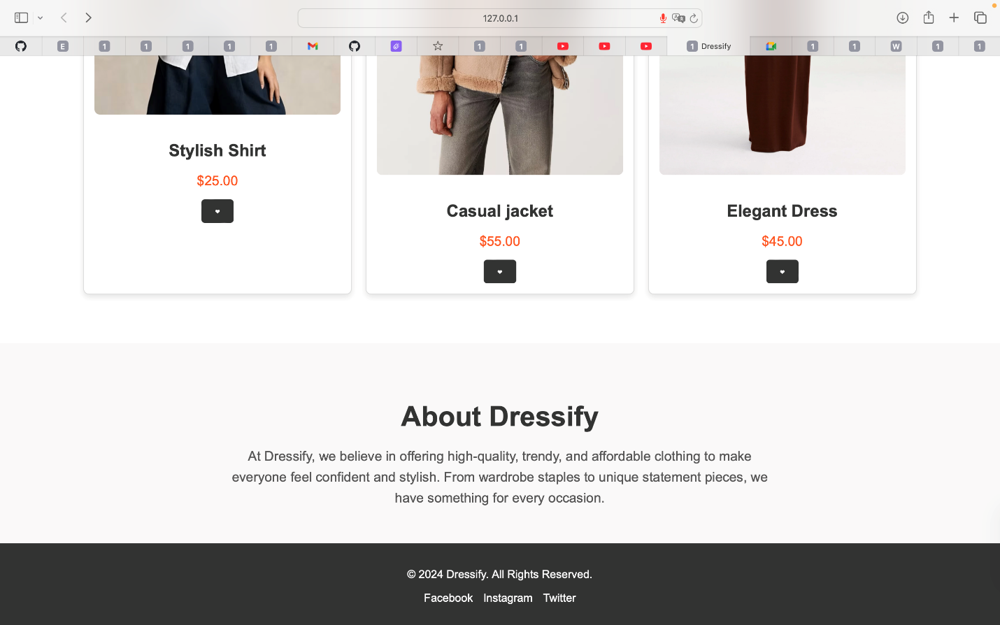 127.0.0.1
E 1 1 1 1 1 1 1 1 Dressify 1 1 W 1 1
Stylish Shirt
$25.00
Casual jacket
$55.00
Elegant Dress
$45.00
About Dressify
At Dressify, we believe in offering high-quality, trendy, and affordable clothing to make
everyone feel confident and stylish. From wardrobe staples to unique statement pieces, we
have something for every occasion.
© 2024 Dressify. All Rights Reserved.
Facebook Instagram Twitter